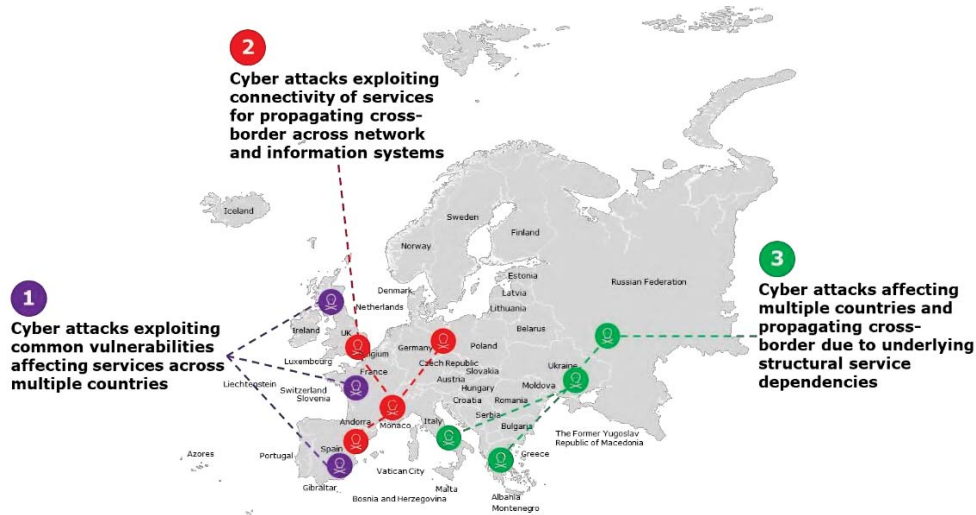 2
Cyber attacks exploiting
connectivity of services
for propagating cross-
border across network
and information systems
Iceland
Sweden
Norway
Finland
3
Cyber attacks affecting
multiple countries and
propagating cross-
border due to underlying
structural service
dependencies
Estonia
Russian Federation
Latvia
Lithuania
Denmark
Netherlands
1
Cyber attacks exploiting
common vulnerabilities
affecting services across
multiple countries
Ireland
UK
Belarus
Belgium
Germany
Poland
Luxembourg
Czech Republic
Ukraine
France
Slovakia
Liechtenstein
Switzerland
Austria
Moldova
Slovenia
Hungary
Croatia
Romania
Serbia
Andorra
Monaco
Italy
Bulgaria
The Former Yugoslav
Republic of Macedonia
Azores
Portugal
Spain
Greece
Vatican City
Gibraltar
Malta
Bosnia and Herzegovina
Albania
Montenegro